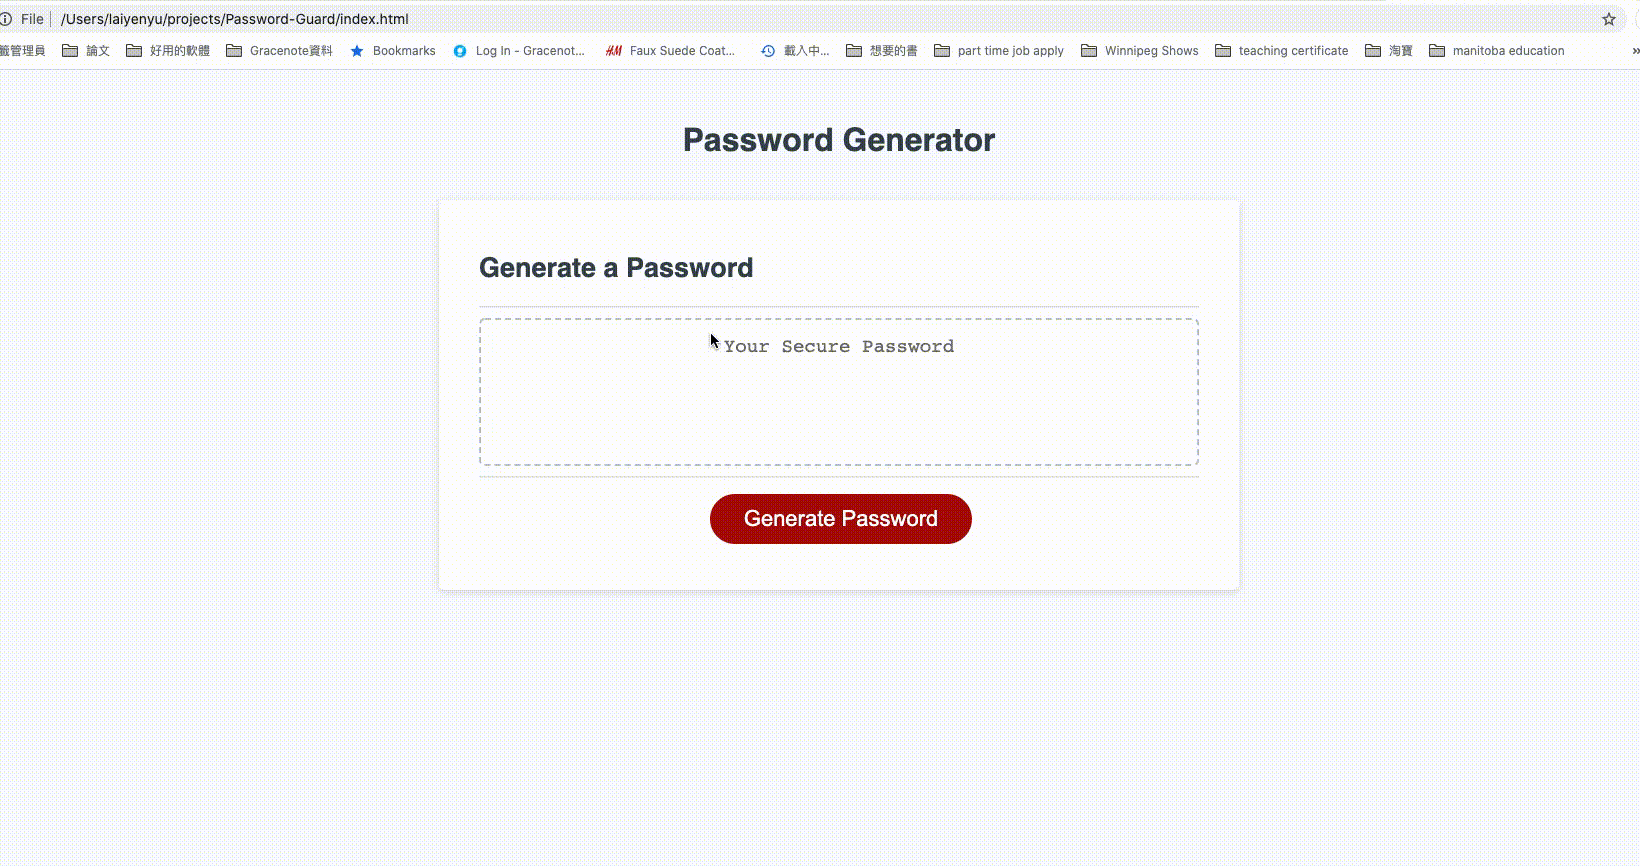 File /Users/laiyenyu/projects/Password-Guard/index.html
籤管理員 論文 好用的軟體 Gracenote資料 Bookmarks Log In - Gracenot... H&M Faux Suede Coat... 載入中... 想要的書 part time job apply Winnipeg Shows teaching certificate 淘寶 manitoba education »
Password Generator
Generate a Password
Your Secure Password
Generate Password